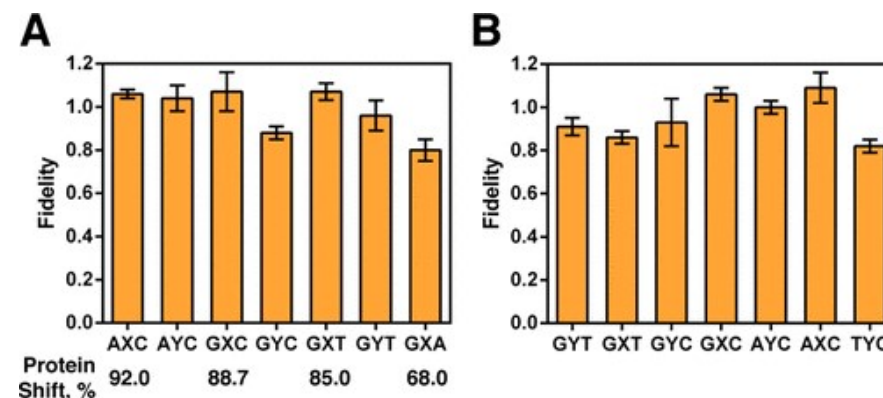 A
B
1.2
1.0
0.8
0.6
0.4
0.2
0.0
Fidelity
AXC AYC GXC GYC GXT GYT GXA
Protein
Shift, % 92.0 88.7 85.0 68.0
1.2
1.0
0.8
0.6
0.4
0.2
0.0
Fidelity
GYT GXT GYC GXC AYC AXC TYC